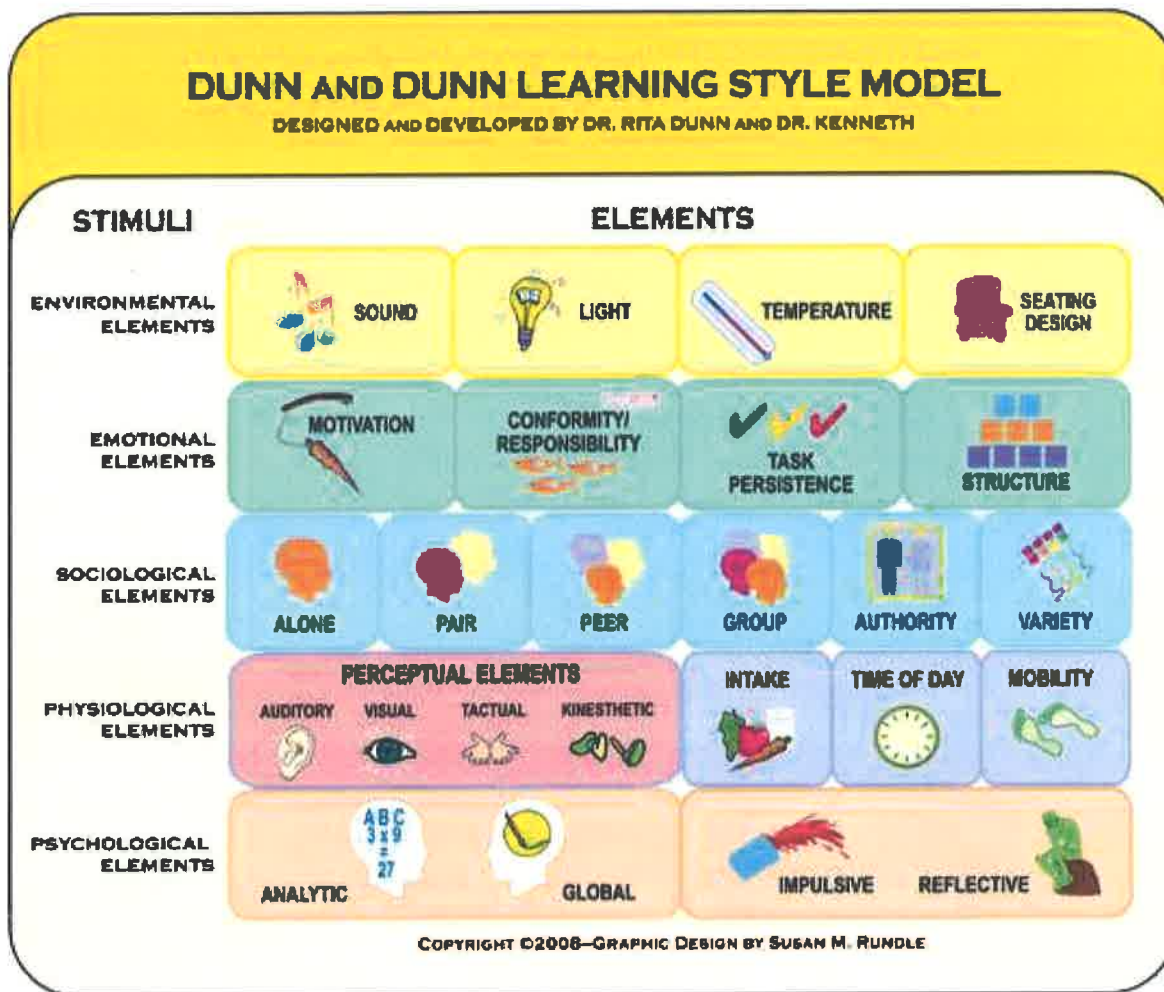 DUNN AND DUNN LEARNING STYLE MODEL
DESIGNED AND DEVELOPED BY DR. RITA DUNN AND DR. KENNETH
STIMULI
ELEMENTS
ENVIRONMENTAL
ELEMENTS
SOUND
LIGHT
TEMPERATURE
SEATING
DESIGN
EMOTIONAL
ELEMENTS
MOTIVATION
CONFORMITY/
RESPONSIBILITY
TASK
PERSISTENCE
STRUCTURE
SOCIOLOGICAL
ELEMENTS
ALONE
PAIR
PEER
GROUP
AUTHORITY
VARIETY
PHYSIOLOGICAL
ELEMENTS
PERCEPTUAL ELEMENTS
AUDITORY
VISUAL
TACTUAL
KINESTHETIC
INTAKE
TIME OF DAY
MOBILITY
PSYCHOLOGICAL
ELEMENTS
A B C
3 x 9
=
27
ANALYTIC
GLOBAL
IMPULSIVE
REFLECTIVE
COPYRIGHT ©2008–GRAPHIC DESIGN BY SUSAN M. RUNDLE